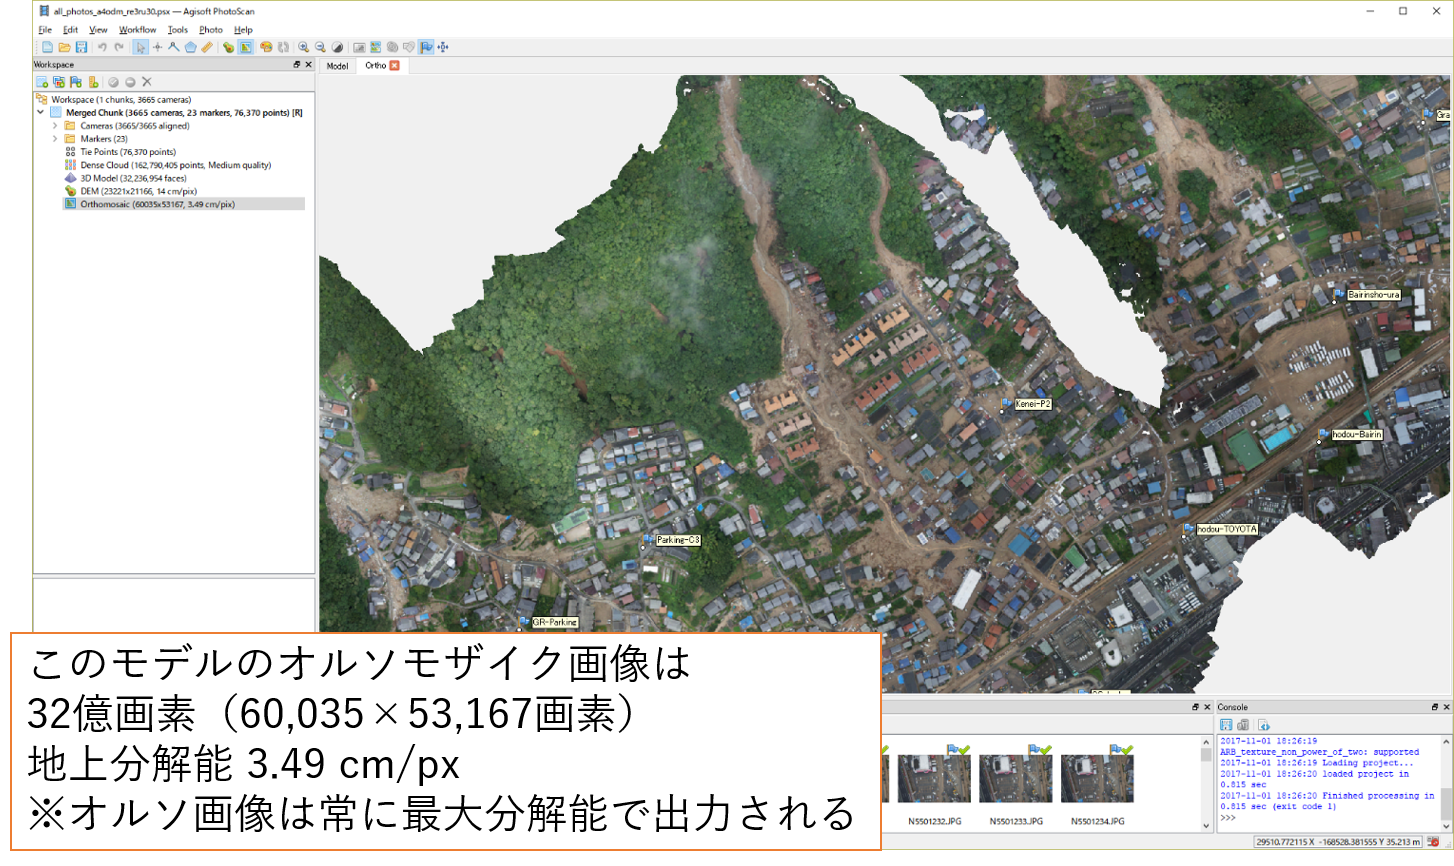 all_photos_a4odm_re3ru30.psx — Agisoft PhotoScan
File Edit View Workflow Tools Photo Help
Workspace
Model Ortho
Workspace (1 chunks, 3665 cameras)
Merged Chunk (3665 cameras, 23 markers, 76,370 points) [R]
Cameras (3665/3665 aligned)
Markers (23)
Tie Points (76,370 points)
Dense Cloud (162,790,405 points, Medium quality)
3D Model (32,236,954 faces)
DEM (23221x21166, 14 cm/pix)
Orthomosaic (60035x53167, 3.49 cm/pix)
Gra
Bairinsho-ura
Kenei-P2
hodou-Bairin
hodou-TOYOTA
Parking-C3
GR-Parking
このモデルのオルソモザイク画像は
32億画素（60,035×53,167画素）
地上分解能 3.49 cm/px
※オルソ画像は常に最大分解能で出力される
N5501232.JPG N5501233.JPG N5501234.JPG
Console
2017-11-01 18:26:19
ARB_texture_non_power_of_two: supported
2017-11-01 18:26:19 Loading project...
2017-11-01 18:26:20 loaded project in
0.815 sec
2017-11-01 18:26:20 Finished processing in
0.815 sec (exit code 1)
>>>
29510.772115 X -168528.381555 Y 35.213 m